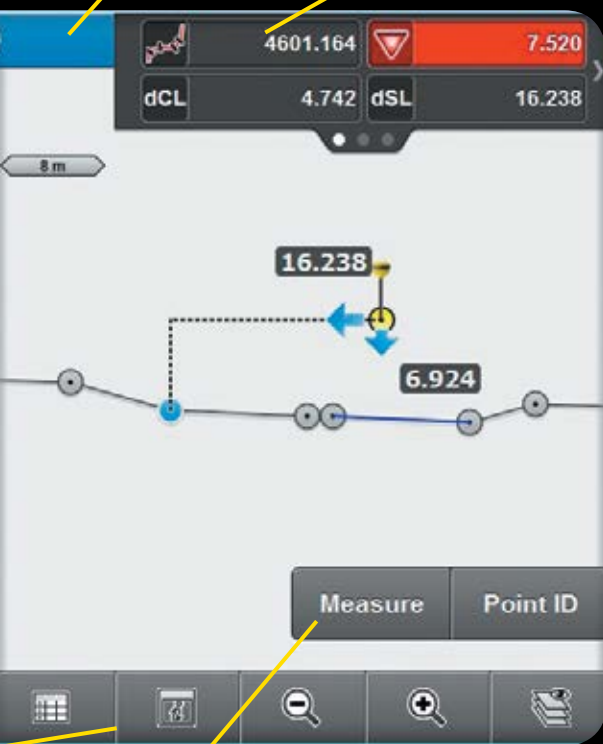 4601.164 7.520
dCL 4.742 dSL 16.238
8 m
16.238
6.924
Measure Point ID